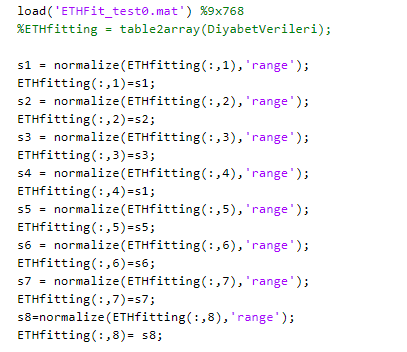 load('ETHFit_test0.mat') %9x768
%ETHfitting = table2array(DiyabetVerileri);
s1 = normalize(ETHfitting(:,1),'range');
ETHfitting(:,1)=s1;
s2 = normalize(ETHfitting(:,2),'range');
ETHfitting(:,2)=s2;
s3 = normalize(ETHfitting(:,3),'range');
ETHfitting(:,3)=s3;
s4 = normalize(ETHfitting(:,4),'range');
ETHfitting(:,4)=s1;
s5 = normalize(ETHfitting(:,5),'range');
ETHfitting(:,5)=s5;
s6 = normalize(ETHfitting(:,6),'range');
ETHfitting(:,6)=s6;
s7 = normalize(ETHfitting(:,7),'range');
ETHfitting(:,7)=s7;
s8=normalize(ETHfitting(:,8),'range');
ETHfitting(:,8)= s8;